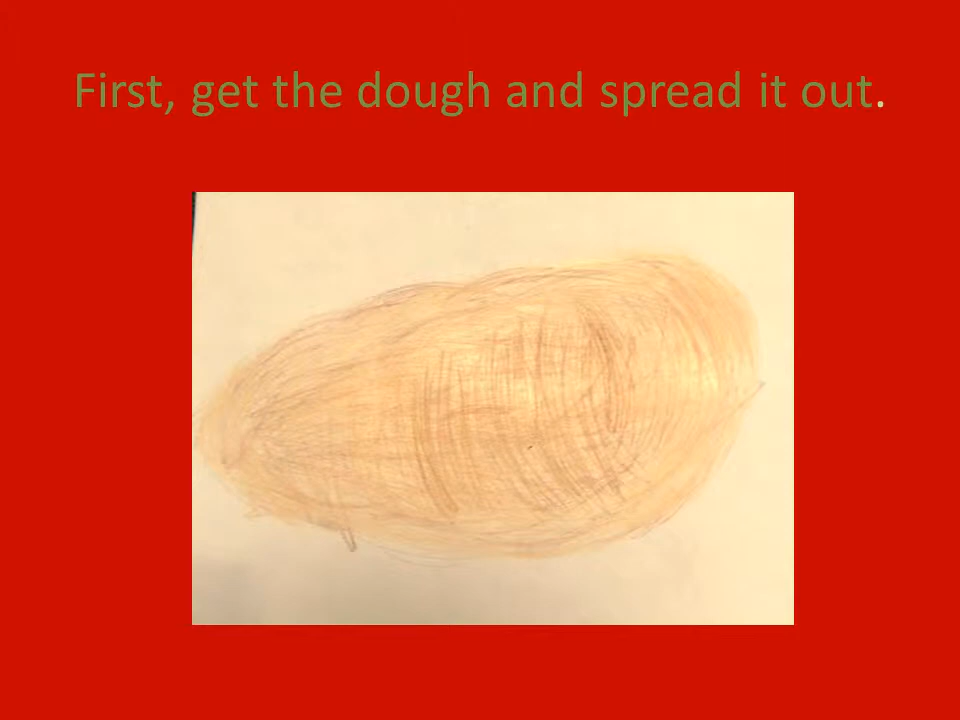 First, get the dough and spread it out.